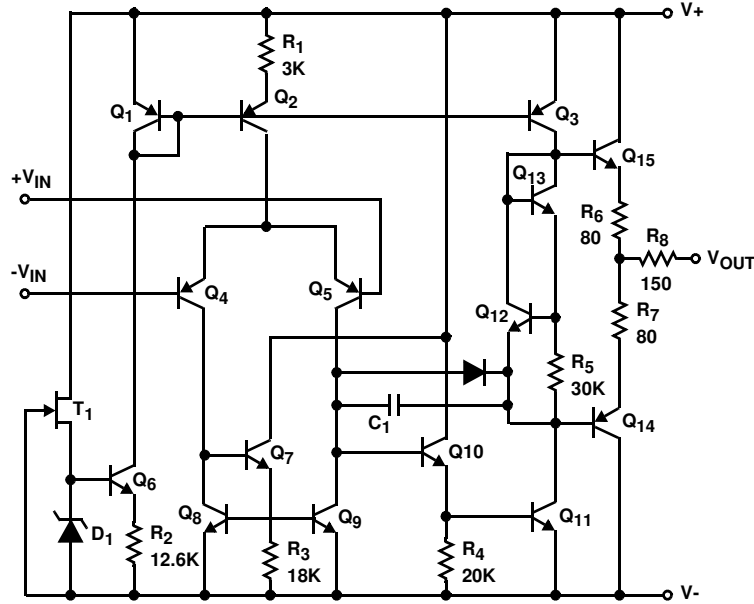 V+
R1
3K
Q1
Q2
Q3
Q15
+VIN
Q13
R6
80
R8
150
VOUT
-VIN
Q4
Q5
Q12
R7
80
R5
30K
T1
C1
Q14
Q6
Q7
Q10
Q8
Q9
Q11
D1
R2
12.6K
R3
18K
R4
20K
V-